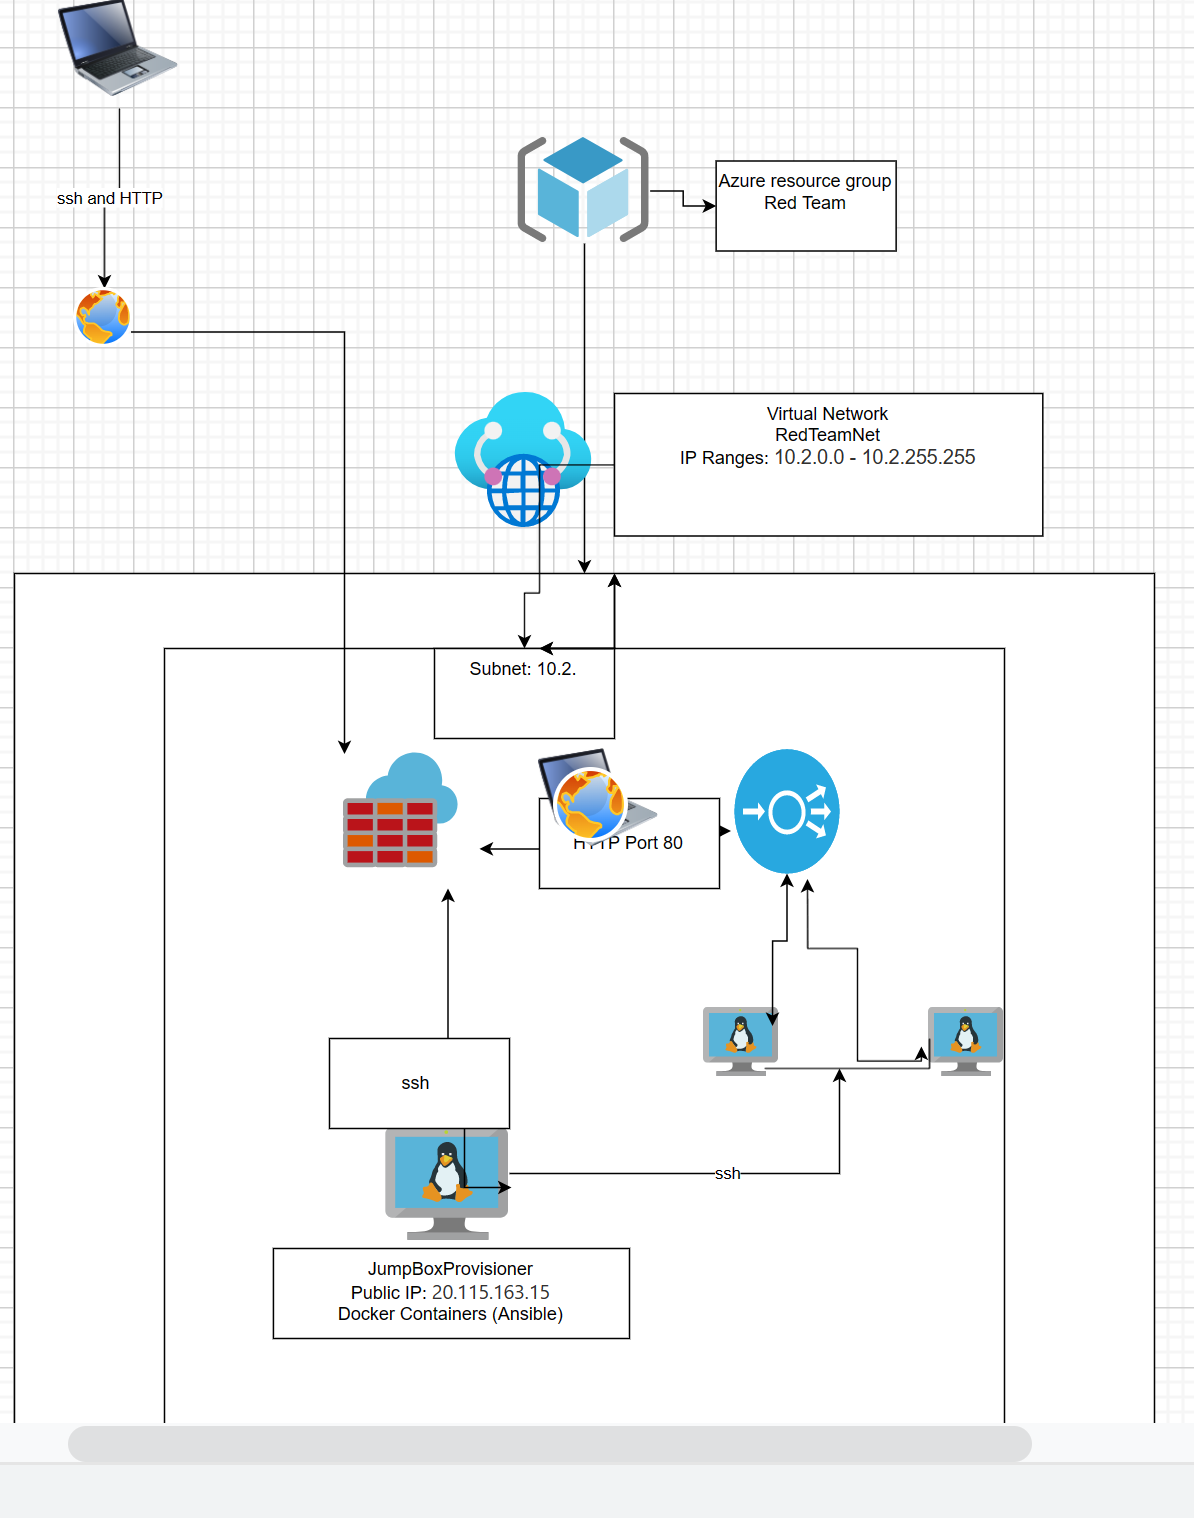 ssh and HTTP
Azure resource group
Red Team
Virtual Network
RedTeamNet
IP Ranges: 10.2.0.0 - 10.2.255.255
Subnet: 10.2.
HTTP Port 80
ssh
ssh
JumpBoxProvisioner
Public IP: 20.115.163.15
Docker Containers (Ansible)